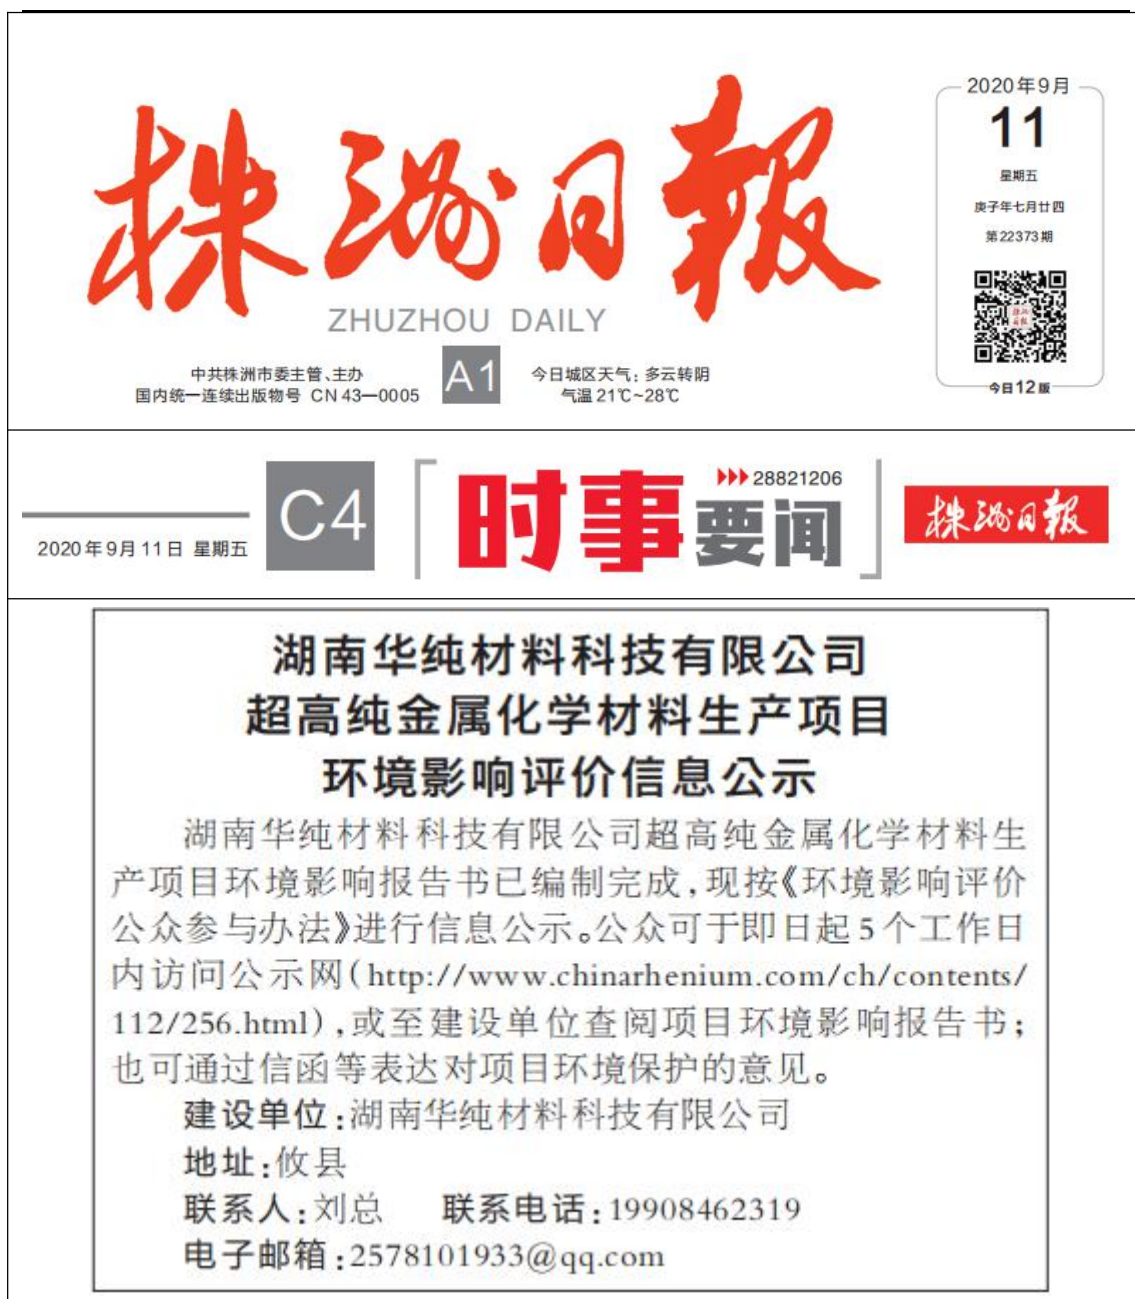 株洲日報
ZHUZHOU DAILY
中共株洲市委主管、主办
国内统一连续出版物号 CN 43—0005
A1
今日城区天气：多云转阴
气温 21℃~28℃
2020年9月
11
星期五
庚子年七月廿四
第22373期
株洲日報
今日12版
2020年9月11日 星期五
C4
时事要闻
28821206
株洲日報
湖南华纯材料科技有限公司
超高纯金属化学材料生产项目
环境影响评价信息公示
湖南华纯材料科技有限公司超高纯金属化学材料生
产项目环境影响报告书已编制完成，现按《环境影响评价
公众参与办法》进行信息公示。公众可于即日起5个工作日
内访问公示网（http://www.chinarhenium.com/ch/contents/
112/256.html），或至建设单位查阅项目环境影响报告书；
也可通过信函等表达对项目环境保护的意见。
建设单位：湖南华纯材料科技有限公司
地址：攸县
联系人：刘总 联系电话：19908462319
电子邮箱：2578101933@qq.com